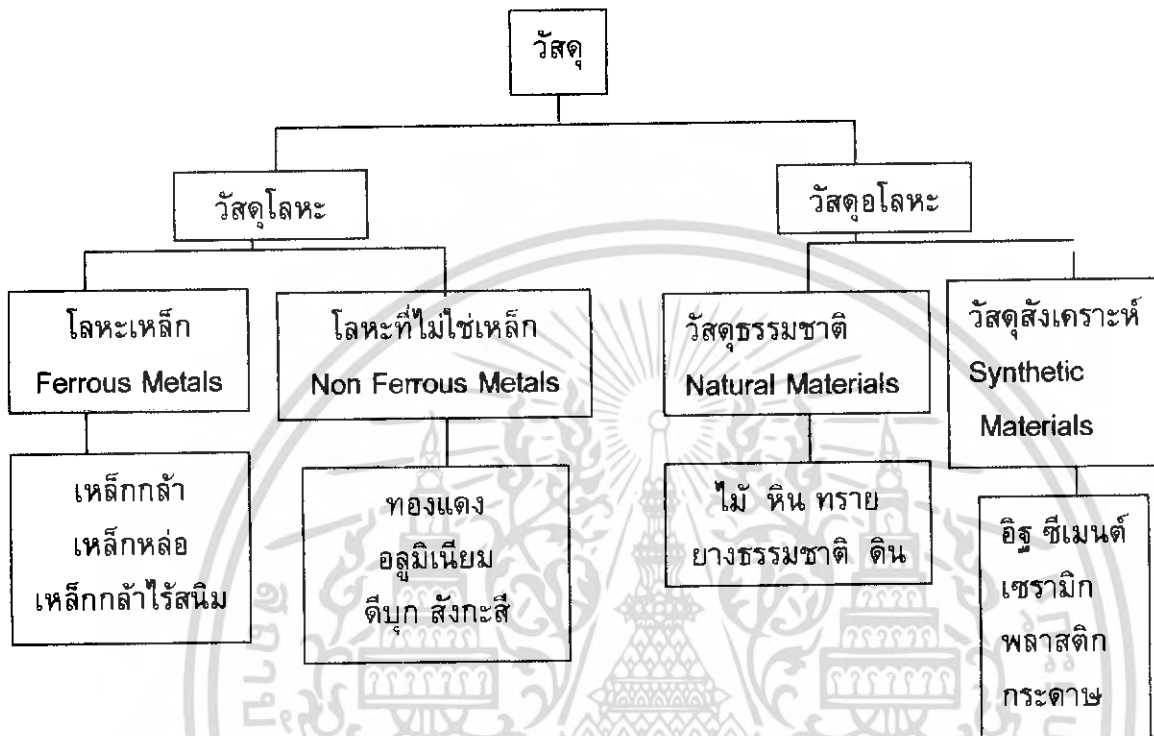 วัสดุ
วัสดุโลหะ
วัสดุอโลหะ
โลหะเหล็ก
Ferrous Metals
โลหะที่ไม่ใช่เหล็ก
Non Ferrous Metals
วัสดุธรรมชาติ
Natural Materials
วัสดุสังเคราะห์
Synthetic
Materials
เหล็กกล้า
เหล็กหล่อ
เหล็กกล้าไร้สนิม
ทองแดง
อลูมิเนียม
ดีบุก สังกะสี
ไม้ หิน ทราย
ยางธรรมชาติ ดิน
อิฐ ซีเมนต์
เซรามิก
พลาสติก
กระดาษ